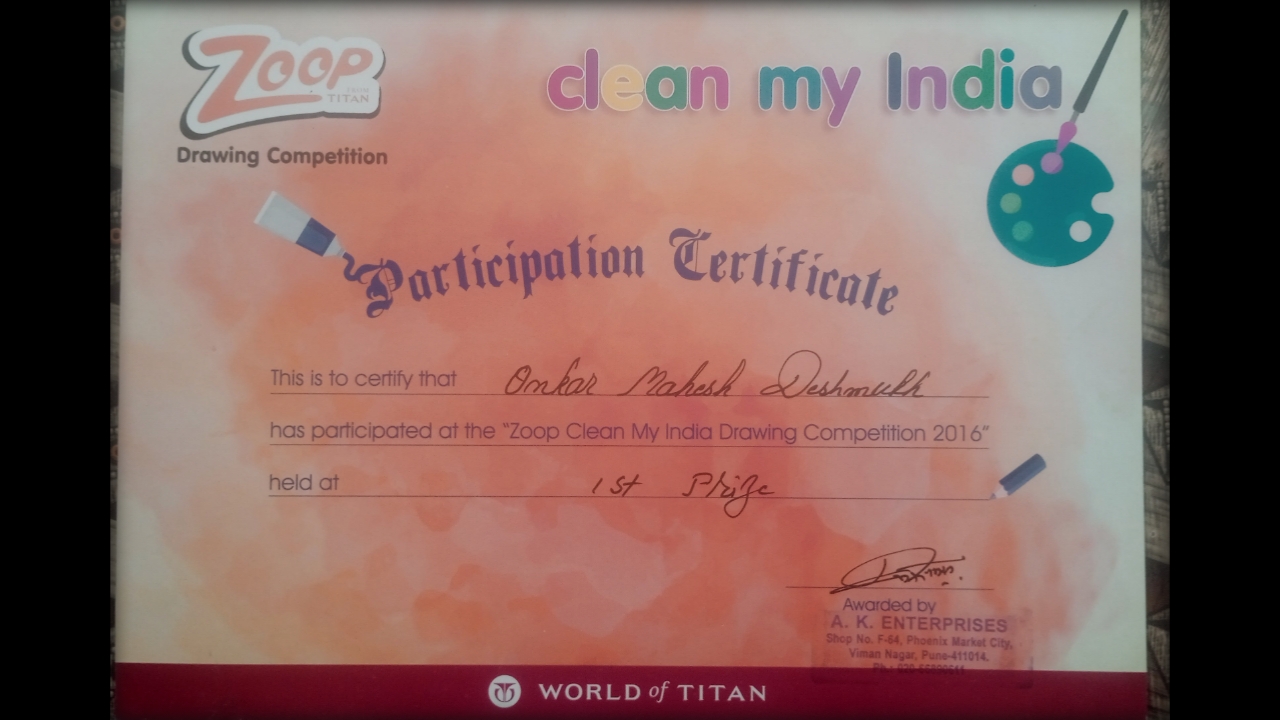 ZOOP
FROM
TITAN
Drawing Competition
clean my India
Participation Certificate
This is to certify that Onkar Mahesh Deshmukh
has participated at the "Zoop Clean My India Drawing Competition 2016"
held at 1st Prize
Awarded by
A. K. ENTERPRISES
Shop No. F-64, Phoenix Market City,
Viman Nagar, Pune-411014.
WORLD of TITAN